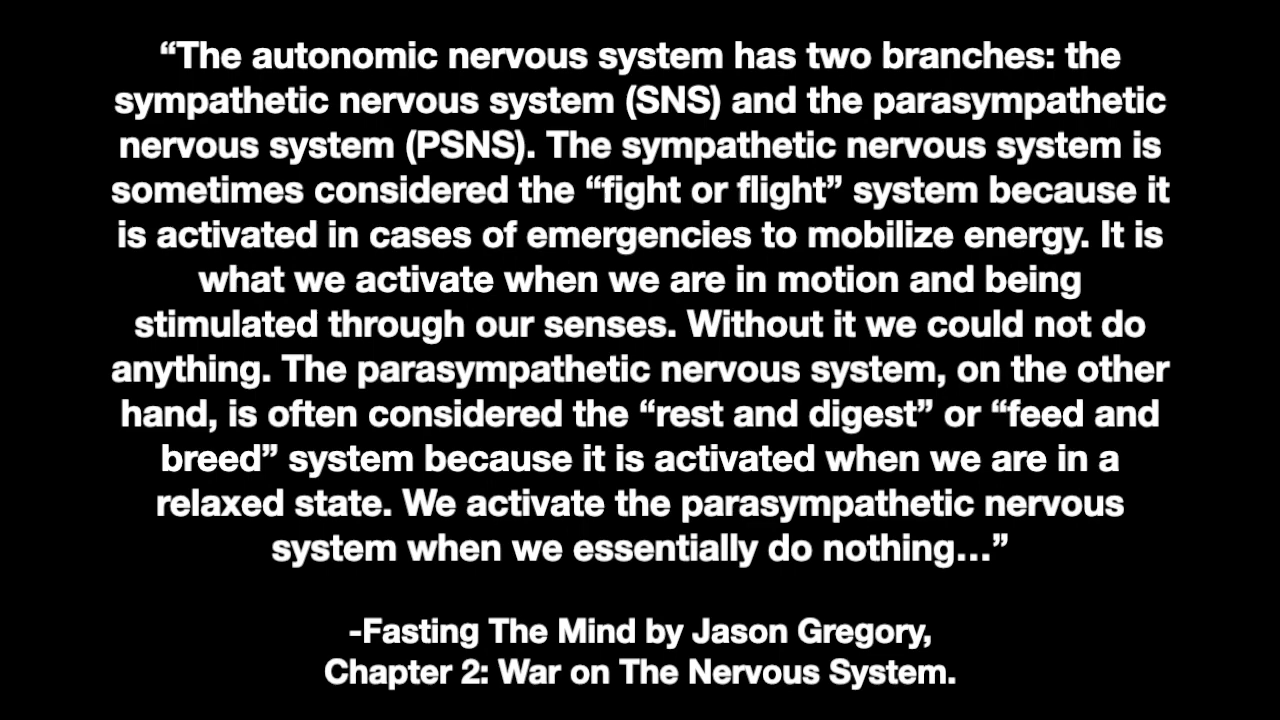 “The autonomic nervous system has two branches: the
sympathetic nervous system (SNS) and the parasympathetic
nervous system (PSNS). The sympathetic nervous system is
sometimes considered the “fight or flight” system because it
is activated in cases of emergencies to mobilize energy. It is
what we activate when we are in motion and being
stimulated through our senses. Without it we could not do
anything. The parasympathetic nervous system, on the other
hand, is often considered the “rest and digest” or “feed and
breed” system because it is activated when we are in a
relaxed state. We activate the parasympathetic nervous
system when we essentially do nothing…”
-Fasting The Mind by Jason Gregory,
Chapter 2: War on The Nervous System.